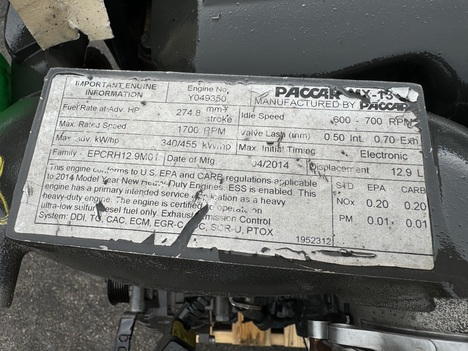 IMPORTANT ENGINE INFORMATION
Engine No.
Y049350
PACCAR MX-13
MANUFACTURED BY PACCAR
Fuel Rate at Adv. HP
274.8 mm³/stroke
Idle Speed
600 - 700 RPM
Max. Rated Speed
1700 RPM
Valve Lash (mm)
0.50 Int. 0.70 Exh
Max. Adv. kW/hp
340/455 kW/hp
Max. Initial Timing
Electronic
Family - EPCRH12.9M01
Date of Mfg
04/2014
Displacement
12.9 L
This engine conforms to U.S. EPA and CARB regulations applicable
to 2014 Model Year New Heavy Duty Engines. ESS is enabled. This
engine has a primary intended service application as a heavy
heavy-duty engine. The engine is certified to operation
ultra-low sulfur diesel fuel only. Exhaust Emission Control
System: DDI, TC, CAC, ECM, EGR-C, SCR-U, PTOX
STD EPA CARB
NOx 0.20 0.20
PM 0.01 0.01
1952312